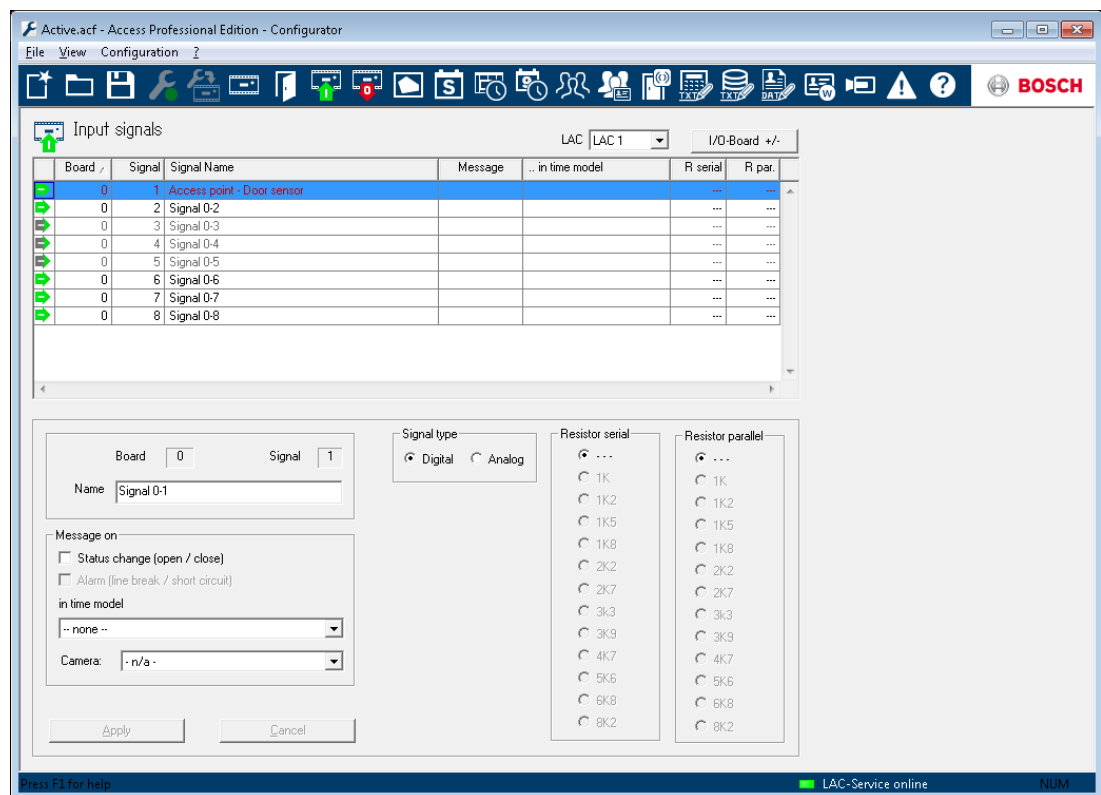 Active.acf - Access Professional Edition - Configurator
File View Configuration ?
S TXT TXT DATA W ? BOSCH
Input signals
LAC LAC 1 I/O-Board +/-
Board Signal Signal Name Message .. in time model R serial R par.
0 1 Access point - Door sensor --- ---
0 2 Signal 0-2 --- ---
0 3 Signal 0-3 --- ---
0 4 Signal 0-4 --- ---
0 5 Signal 0-5 --- ---
0 6 Signal 0-6 --- ---
0 7 Signal 0-7 --- ---
0 8 Signal 0-8 --- ---
Board 0 Signal 1
Name Signal 0-1
Message on
Status change (open / close)
Alarm (line break / short circuit)
in time model
-- none --
Camera: - n/a -
Apply Cancel
Signal type
Digital Analog
Resistor serial
---
1K
1K2
1K5
1K8
2K2
2K7
3k3
3K9
4K7
5K6
6K8
8K2
Resistor parallel
---
1K
1K2
1K5
1K8
2K2
2K7
3k3
3K9
4K7
5K6
6K8
8K2
Press F1 for help LAC-Service online NUM